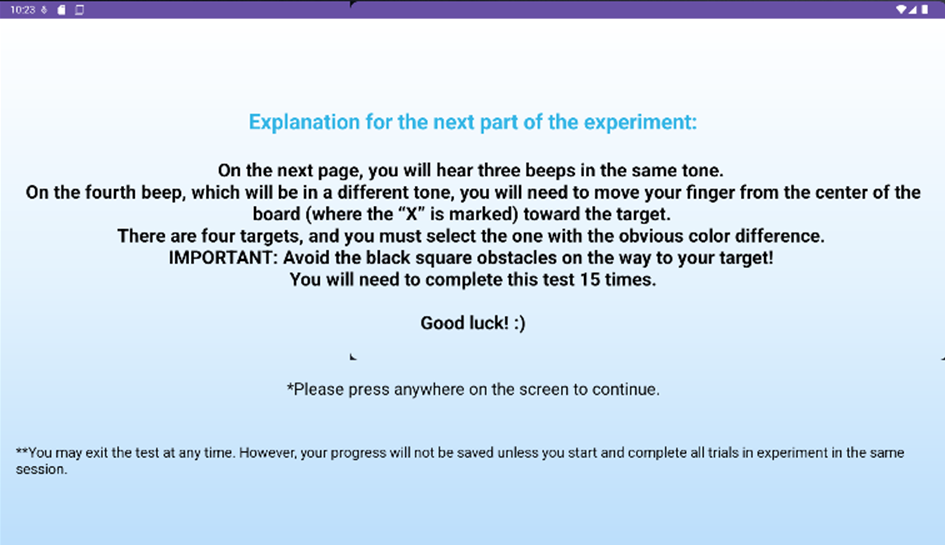 10:23
Explanation for the next part of the experiment:
On the next page, you will hear three beeps in the same tone.
On the fourth beep, which will be in a different tone, you will need to move your finger from the center of the
board (where the “X” is marked) toward the target.
There are four targets, and you must select the one with the obvious color difference.
IMPORTANT: Avoid the black square obstacles on the way to your target!
You will need to complete this test 15 times.
Good luck! :)
*Please press anywhere on the screen to continue.
**You may exit the test at any time. However, your progress will not be saved unless you start and complete all trials in experiment in the same
session.